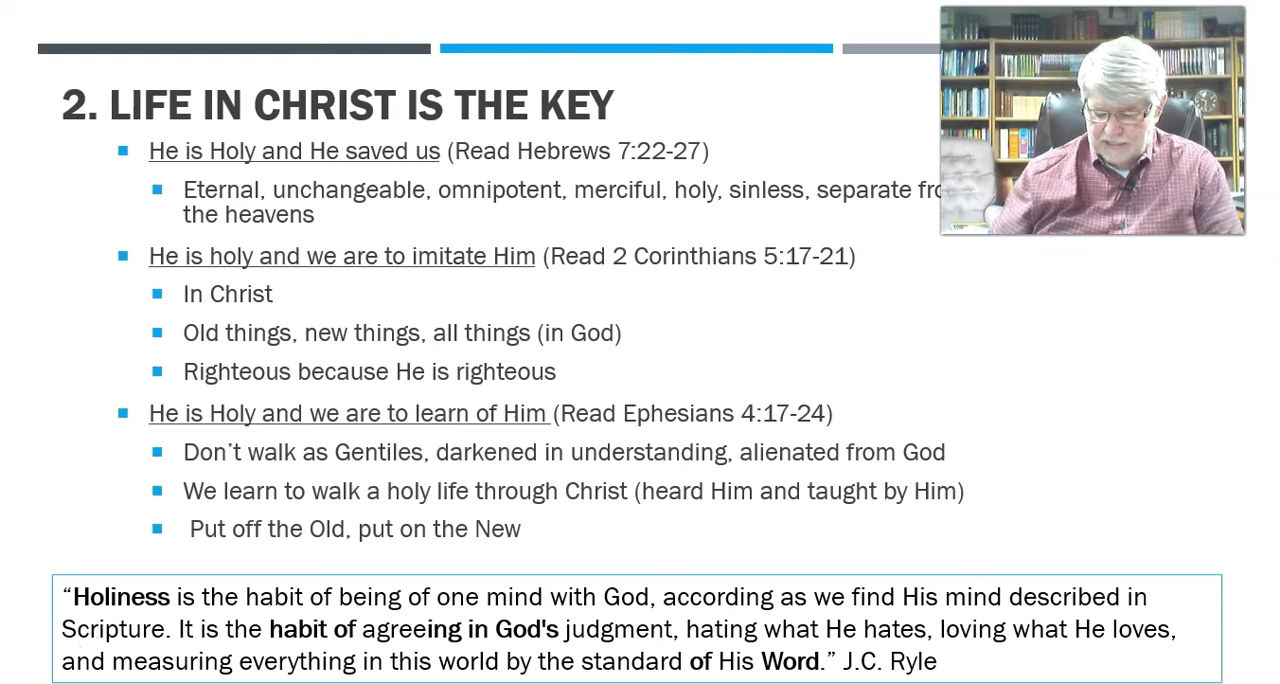 2. LIFE IN CHRIST IS THE KEY
He is Holy and He saved us (Read Hebrews 7:22-27)
Eternal, unchangeable, omnipotent, merciful, holy, sinless, separate
the heavens
He is holy and we are to imitate Him (Read 2 Corinthians 5:17-21)
In Christ
Old things, new things, all things (in God)
Righteous because He is righteous
He is Holy and we are to learn of Him (Read Ephesians 4:17-24)
Don’t walk as Gentiles, darkened in understanding, alienated from God
We learn to walk a holy life through Christ (heard Him and taught by Him)
Put off the Old, put on the New
“Holiness is the habit of being of one mind with God, according as we find His mind described in
Scripture. It is the habit of agreeing in God's judgment, hating what He hates, loving what He loves,
and measuring everything in this world by the standard of His Word.” J.C. Ryle